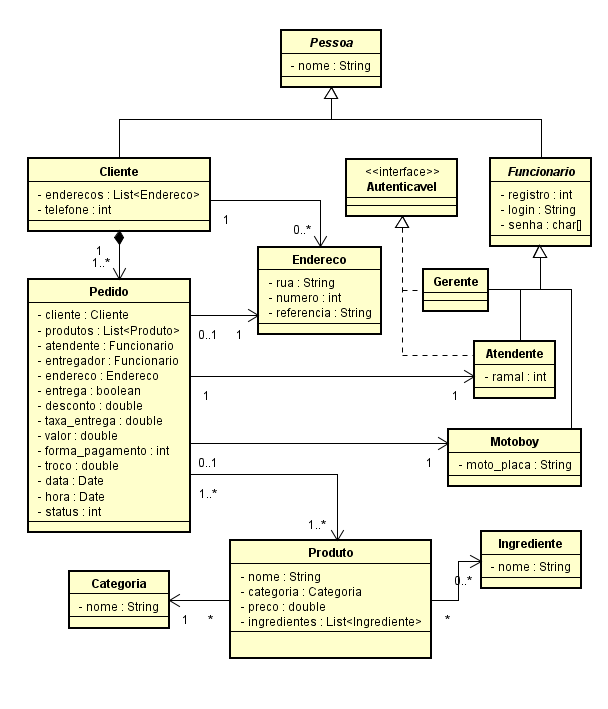 Pessoa
- nome : String
Cliente
- enderecos : List<Endereco>
- telefone : int
<<interface>>
Autenticavel
Funcionario
- registro : int
- login : String
- senha : char[]
1
0..*
1
1..*
Endereco
- rua : String
- numero : int
- referencia : String
Gerente
Pedido
- cliente : Cliente
- produtos : List<Produto>
- atendente : Funcionario
- entregador : Funcionario
- endereco : Endereco
- entrega : boolean
- desconto : double
- taxa_entrega : double
- valor : double
- forma_pagamento : int
- troco : double
- data : Date
- hora : Date
- status : int
0..1
1
Atendente
- ramal : int
1
1
Motoboy
- moto_placa : String
0..1
1
1..*
1..*
Produto
- nome : String
- categoria : Categoria
- preco : double
- ingredientes : List<Ingrediente>
Ingrediente
- nome : String
0..*
*
Categoria
- nome : String
1
*